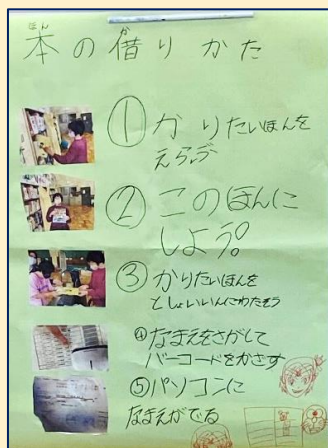 ほん
本の借りかた
①かりたいほんを
えらぶ
②このほんに
しよう。
③かりたいほんを
としょいいんにわたそう
④なまえをさがして
バーコードをかざす
⑤パソコンに
なまえがでる